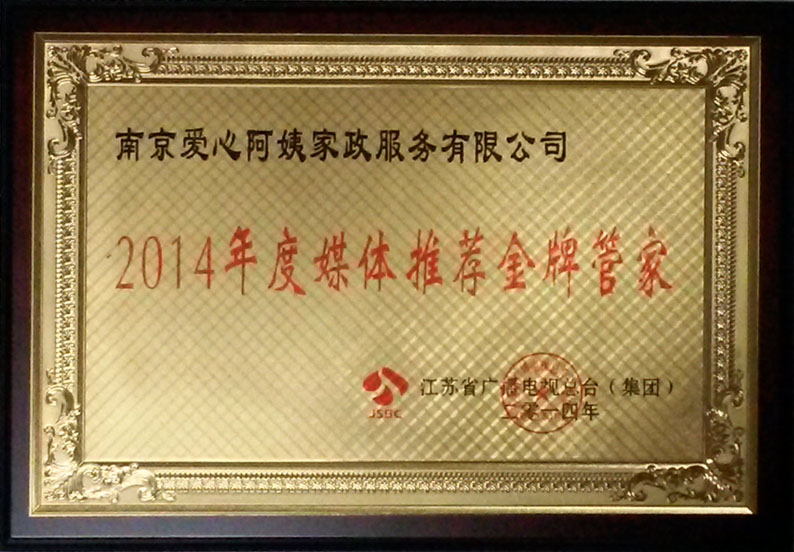 南京爱心阿姨家政服务有限公司
2014年度媒体推荐金牌管家
JSBC
江苏省广播电视总台（集团）
二零一四年